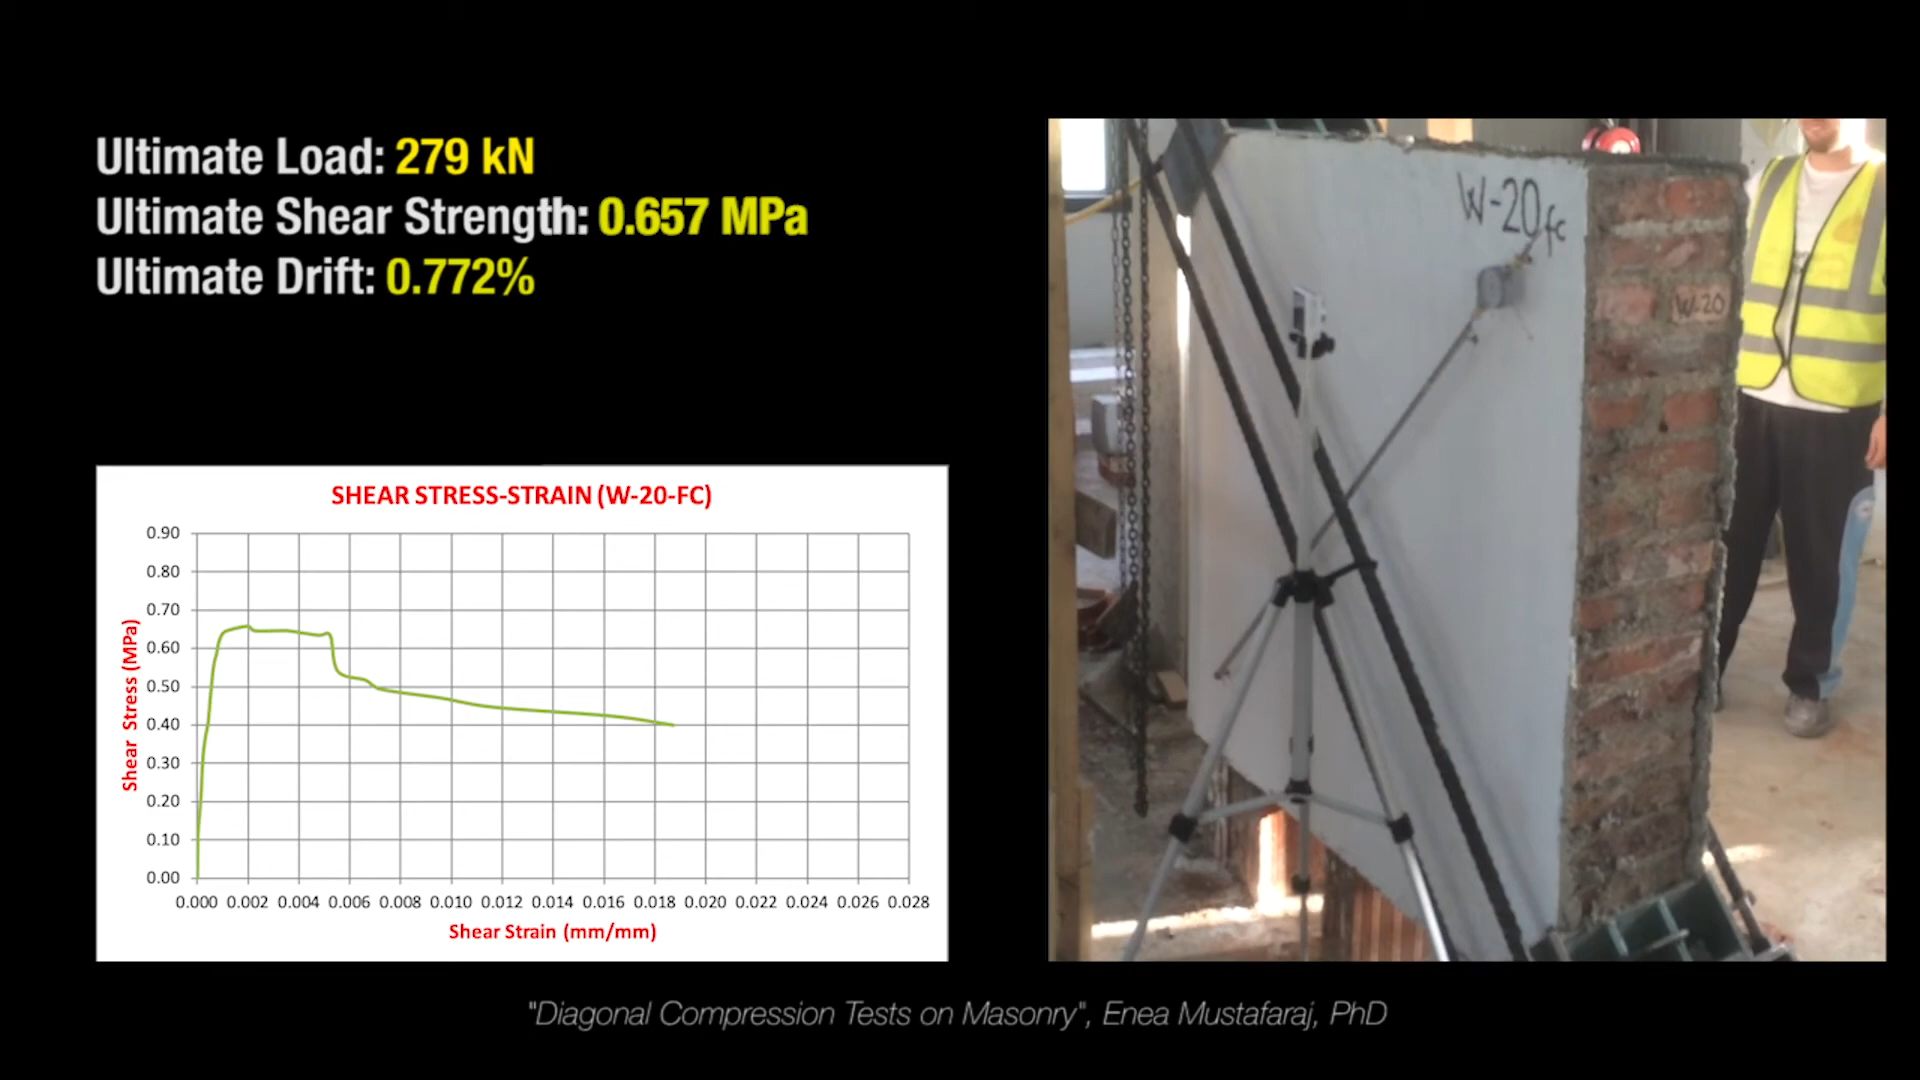 Ultimate Load: 279 kN
Ultimate Shear Strength: 0.657 MPa
Ultimate Drift: 0.772%
SHEAR STRESS-STRAIN (W-20-FC)
0.90
0.80
0.70
0.60
0.50
0.40
0.30
0.20
0.10
0.00
Shear Stress (MPa)
0.000 0.002 0.004 0.006 0.008 0.010 0.012 0.014 0.016 0.018 0.020 0.022 0.024 0.026 0.028
Shear Strain (mm/mm)
W-20fc
W-20
"Diagonal Compression Tests on Masonry", Enea Mustafaraj, PhD